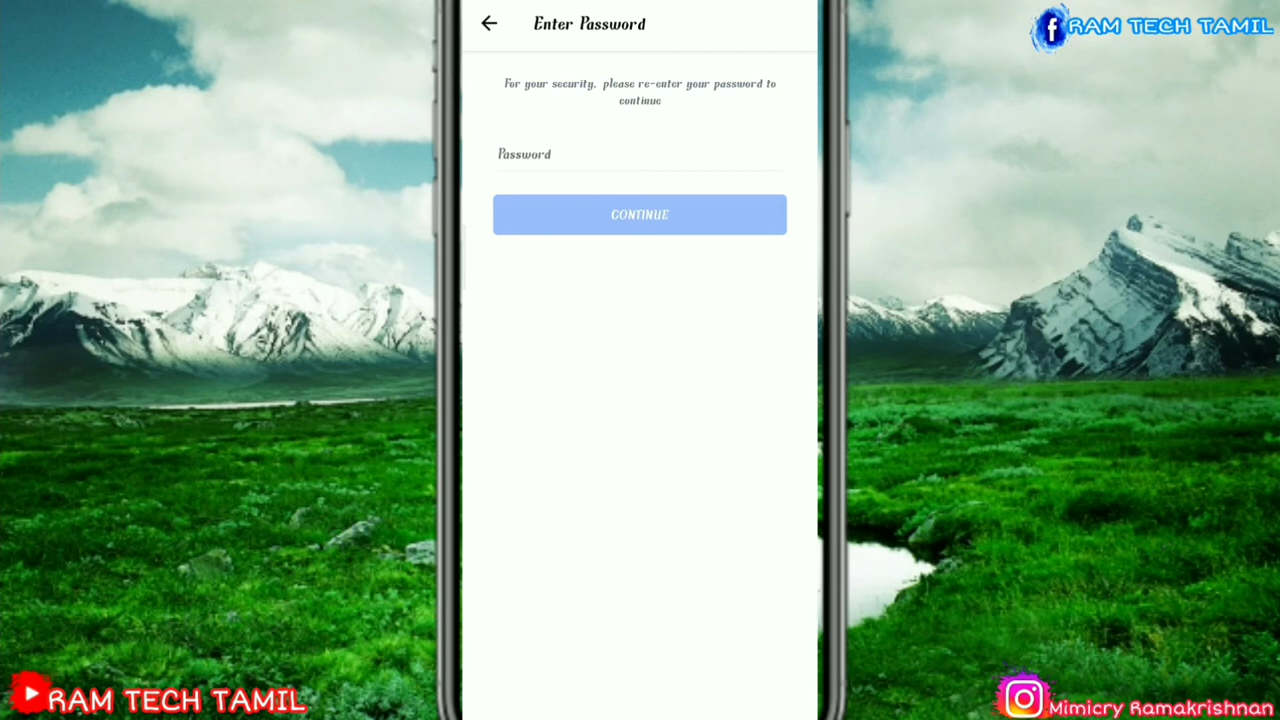 Enter Password
RAM TECH TAMIL
For your security, please re-enter your password to
continue
Password
CONTINUE
RAM TECH TAMIL
Mimicry Ramakrishnan